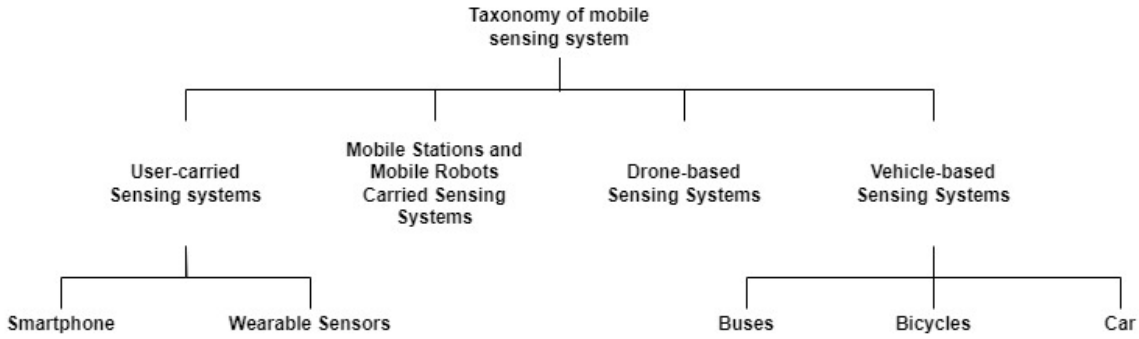 Taxonomy of mobile
sensing system
User-carried
Sensing systems
Mobile Stations and
Mobile Robots
Carried Sensing
Systems
Drone-based
Sensing Systems
Vehicle-based
Sensing Systems
Smartphone
Wearable Sensors
Buses
Bicycles
Car